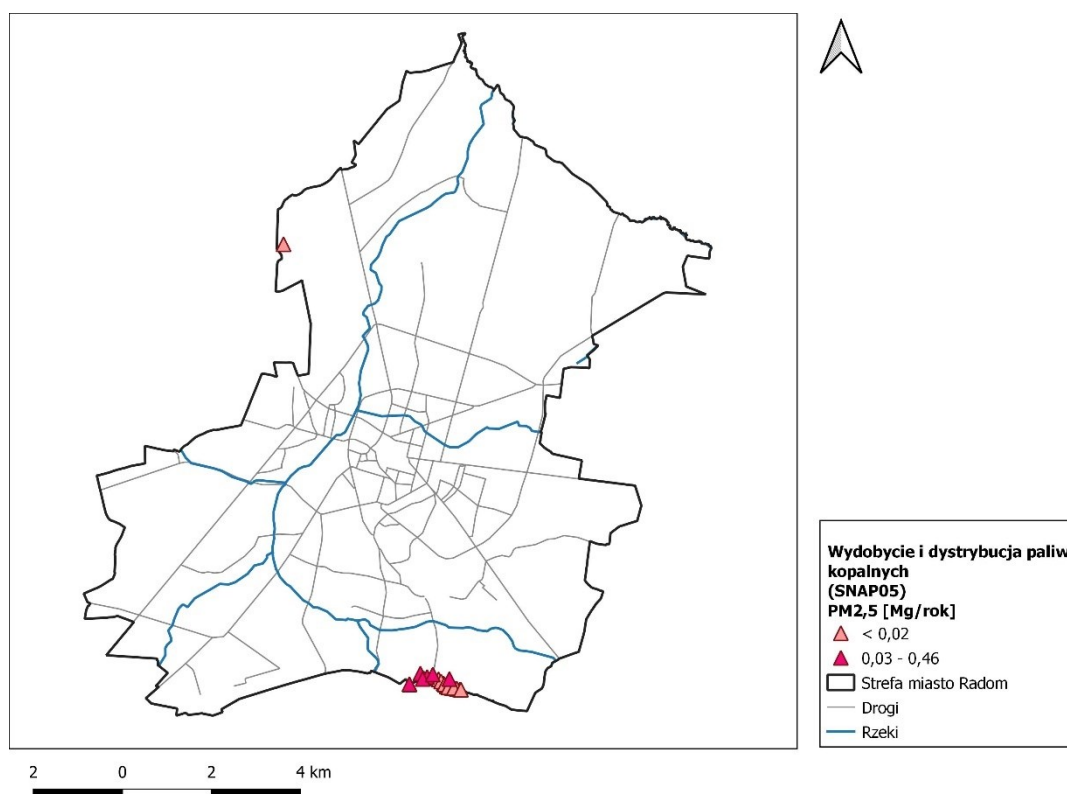 Wydobycie i dystrybucja paliw
kopalnych
(SNAP05)
PM2,5 [Mg/rok]
< 0,02
0,03 - 0,46
Strefa miasto Radom
Drogi
Rzeki
2 0 2 4 km